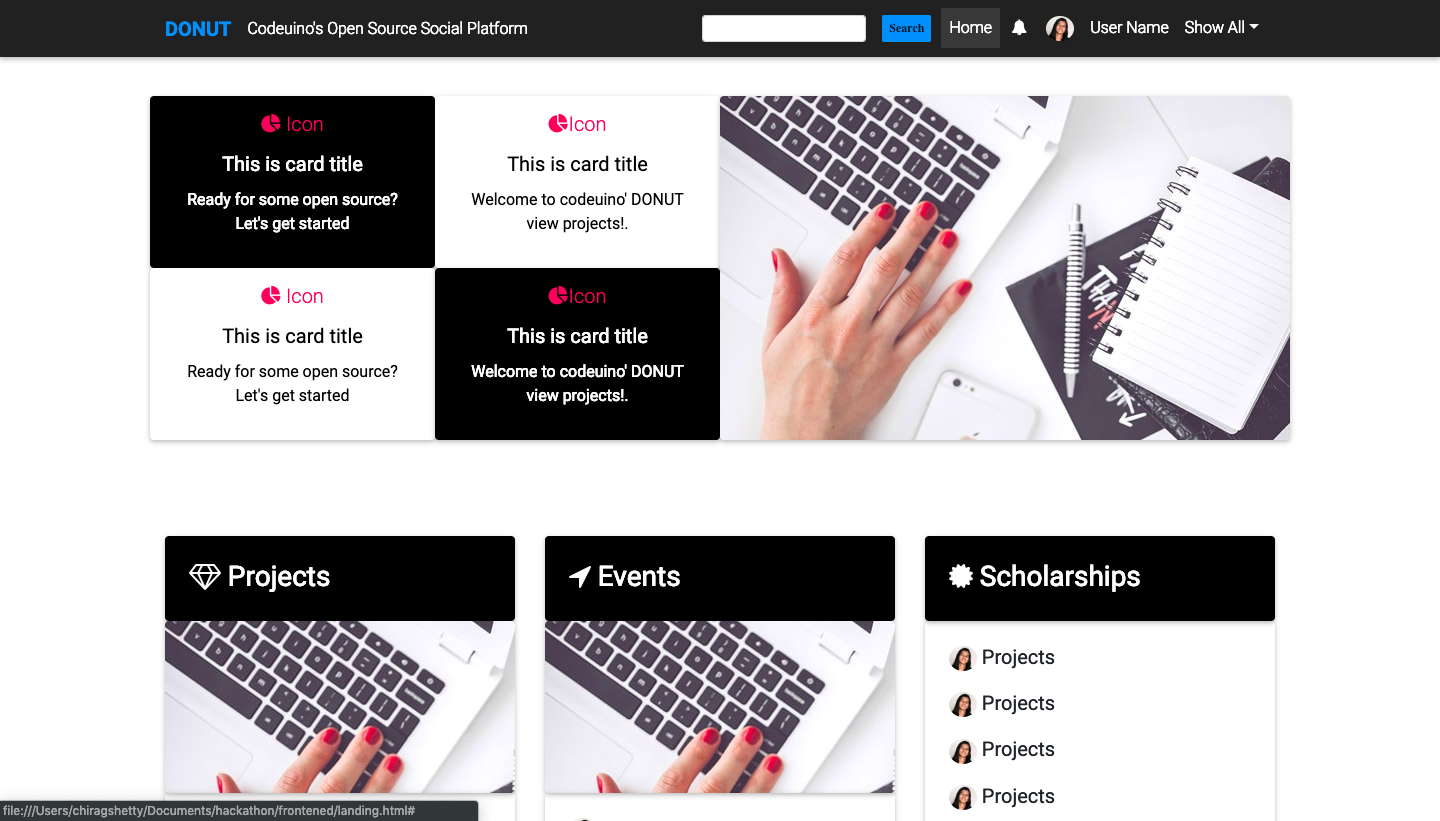 DONUT Codeuino's Open Source Social Platform Search Home User Name Show All
Icon
This is card title
Ready for some open source?
Let's get started
Icon
This is card title
Welcome to codeuino' DONUT
view projects!.
Icon
This is card title
Ready for some open source?
Let's get started
Icon
This is card title
Welcome to codeuino' DONUT
view projects!.
Projects
Events
Scholarships
Projects
Projects
Projects
Projects
file:///Users/chiragshetty/Documents/hackathon/frontened/landing.html#